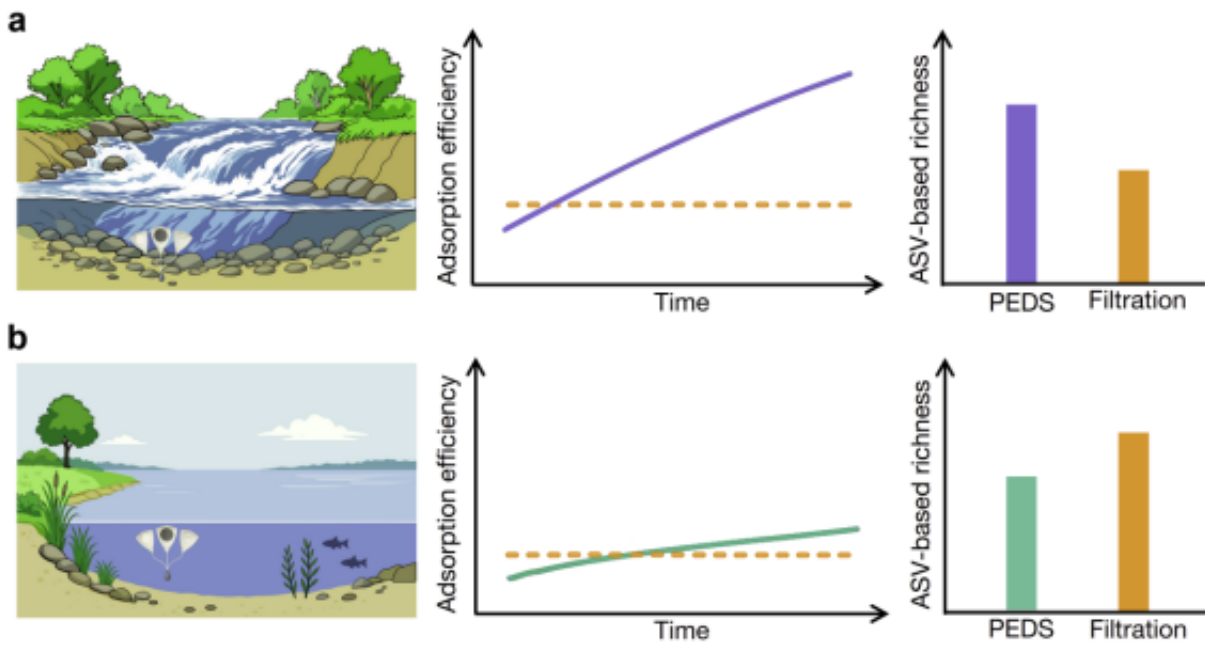 a
Adsorption efficiency
Time
ASV-based richness
PEDS
Filtration
b
Adsorption efficiency
Time
ASV-based richness
PEDS
Filtration